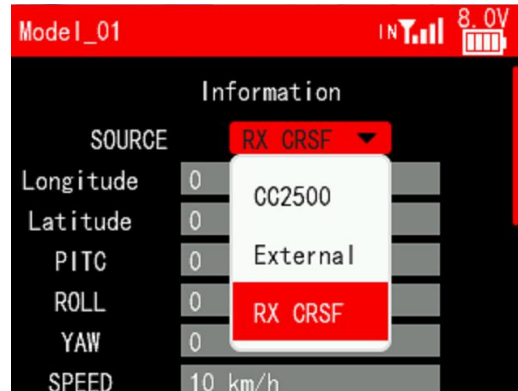 Model_01 IN 8.0V
Information
SOURCE RX CRSF
Longitude 0
CC2500
Latitude 0
PITC 0 External
ROLL 0
RX CRSF
YAW 0
SPEED 10 km/h